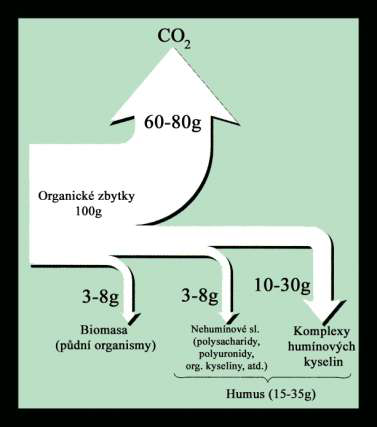 CO2
60-80g
Organické zbytky
100g
3-8g
3-8g
10-30g
Biomasa
(půdní organismy)
Nehumínové sl.
(polysacharidy,
polyuronidy,
org. kyseliny, atd.)
Komplexy
humínových
kyselin
Humus (15-35g)